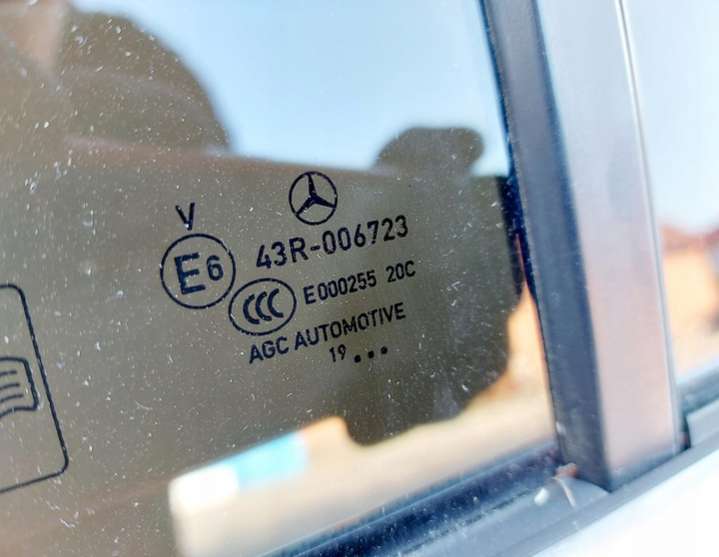 V
E6 43R-006723
CCC E000255 20C
AGC AUTOMOTIVE
19 ...